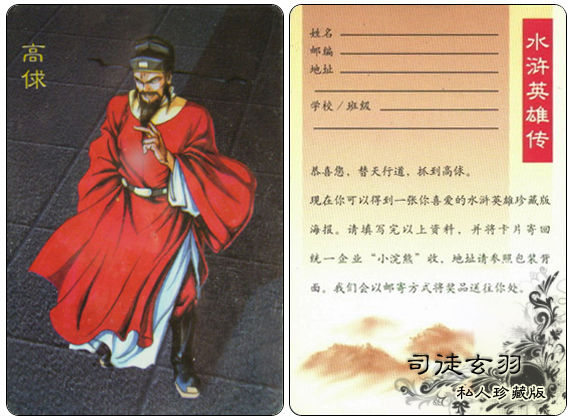 高俅
姓名
邮编
地址
学校／班级
水浒英雄传
恭喜您，替天行道，抓到高俅。
现在你可以得到一张你喜爱的水浒英雄珍藏版
海报。请填写完以上资料，并将卡片寄回
统一企业“小浣熊”收，地址请参照包装背
面。我们会以邮寄方式将奖品送往你处。
司徒玄羽
私人珍藏版